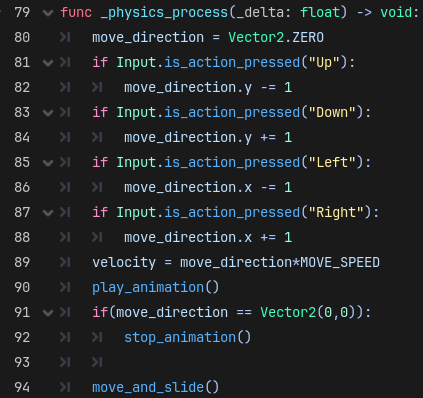 79 func _physics_process(_delta: float) -> void:
80 move_direction = Vector2.ZERO
81 if Input.is_action_pressed("Up"):
82 move_direction.y -= 1
83 if Input.is_action_pressed("Down"):
84 move_direction.y += 1
85 if Input.is_action_pressed("Left"):
86 move_direction.x -= 1
87 if Input.is_action_pressed("Right"):
88 move_direction.x += 1
89 velocity = move_direction*MOVE_SPEED
90 play_animation()
91 if(move_direction == Vector2(0,0)):
92 stop_animation()
93
94 move_and_slide()